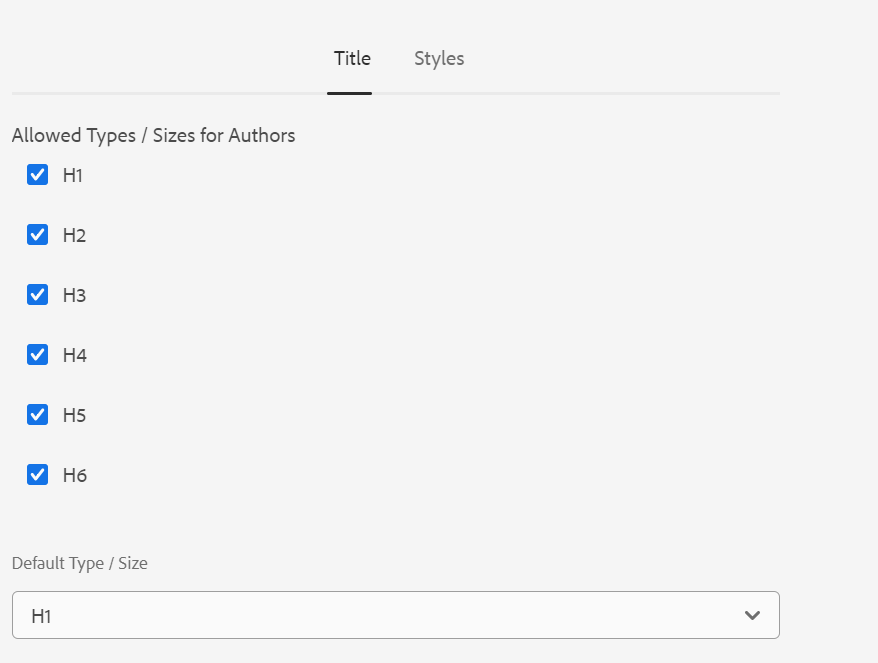 Title Styles
Allowed Types / Sizes for Authors
H1
H2
H3
H4
H5
H6
Default Type / Size
H1